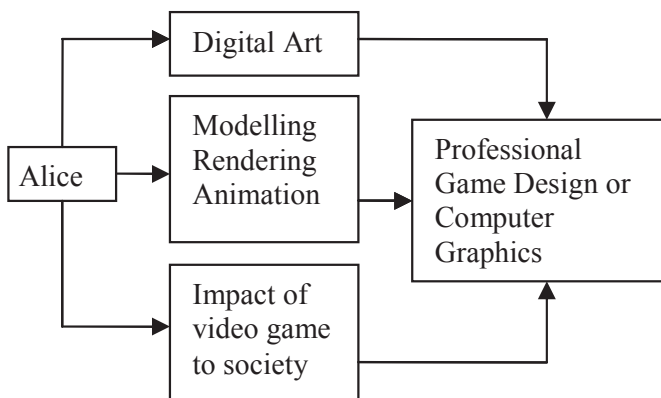 Digital Art
Modelling
Rendering
Animation
Alice
Professional
Game Design or
Computer
Graphics
Impact of
video game
to society